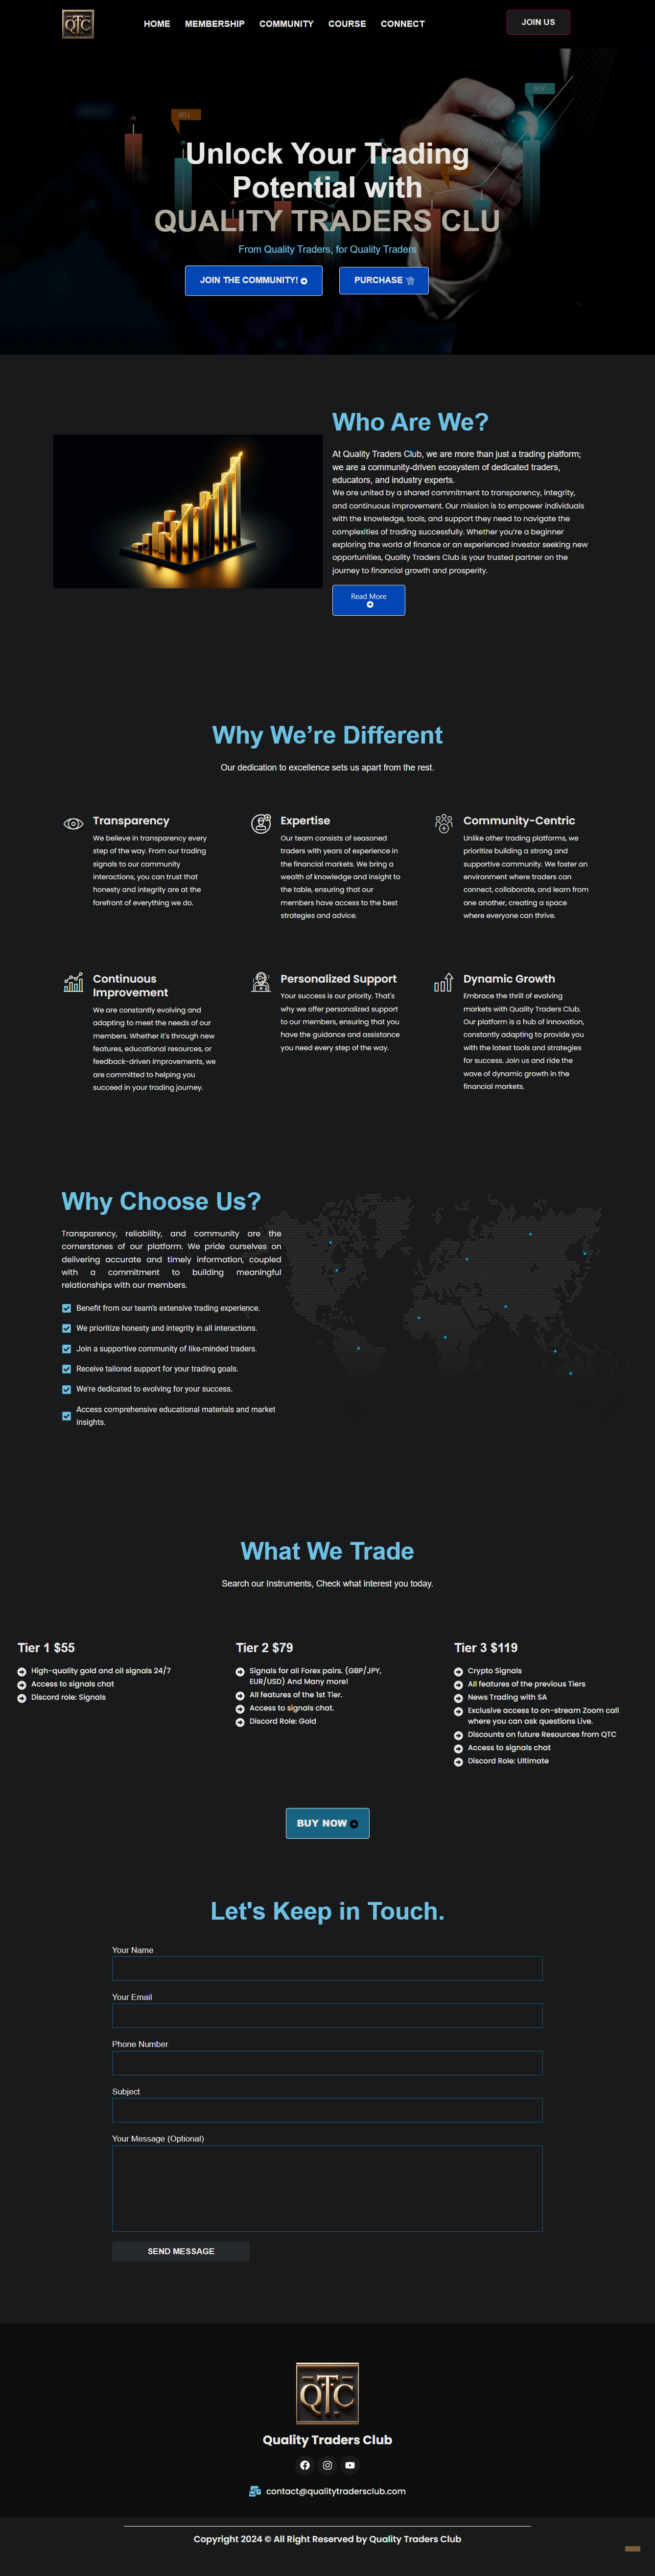 QTC
HOME
MEMBERSHIP
COMMUNITY
COURSE
CONNECT
JOIN US
BUY
SELL
Unlock Your Trading
Potential with
QUALITY TRADERS CLU
From Quality Traders, for Quality Traders
JOIN THE COMMUNITY!
PURCHASE
Who Are We?
At Quality Traders Club, we are more than just a trading platform;
we are a community-driven ecosystem of dedicated traders,
educators, and industry experts.
We are united by a shared commitment to transparency, integrity,
and continuous improvement. Our mission is to empower individuals
with the knowledge, tools, and support they need to navigate the
complexities of trading successfully. Whether you're a beginner
exploring the world of finance or an experienced investor seeking new
opportunities, Quality Traders Club is your trusted partner on the
journey to financial growth and prosperity.
Read More
Why We’re Different
Our dedication to excellence sets us apart from the rest.
Transparency
We believe in transparency every
step of the way. From our trading
signals to our community
interactions, you can trust that
honesty and integrity are at the
forefront of everything we do.
Expertise
Our team consists of seasoned
traders with years of experience in
the financial markets. We bring a
wealth of knowledge and insight to
the table, ensuring that our
members have access to the best
strategies and advice.
Community-Centric
Unlike other trading platforms, we
prioritize building a strong and
supportive community. We foster an
environment where traders can
connect, collaborate, and learn from
one another, creating a space
where everyone can thrive.
Continuous
Improvement
We are constantly evolving and
adapting to meet the needs of our
members. Whether it's through new
features, educational resources, or
feedback-driven improvements, we
are committed to helping you
succeed in your trading journey.
Personalized Support
Your success is our priority. That's
why we offer personalized support
to our members, ensuring that you
have the guidance and assistance
you need every step of the way.
Dynamic Growth
Embrace the thrill of evolving
markets with Quality Traders Club.
Our platform is a hub of innovation,
constantly adapting to provide you
with the latest tools and strategies
for success. Join us and ride the
wave of dynamic growth in the
financial markets.
Why Choose Us?
Transparency, reliability, and community are the
cornerstones of our platform. We pride ourselves on
delivering accurate and timely information, coupled
with a commitment to building meaningful
relationships with our members.
Benefit from our team's extensive trading experience.
We prioritize honesty and integrity in all interactions.
Join a supportive community of like-minded traders.
Receive tailored support for your trading goals.
We're dedicated to evolving for your success.
Access comprehensive educational materials and market
insights.
What We Trade
Search our Instruments, Check what interest you today.
Tier 1 $55
High-quality gold and oil signals 24/7
Access to signals chat
Discord role: Signals
Tier 2 $79
Signals for all Forex pairs. (GBP/JPY,
EUR/USD) And Many more!
All features of the 1st Tier.
Access to signals chat.
Discord Role: Gold
Tier 3 $119
Crypto Signals
All features of the previous Tiers
News Trading with SA
Exclusive access to on-stream Zoom call
where you can ask questions Live.
Discounts on future Resources from QTC
Access to signals chat
Discord Role: Ultimate
BUY NOW
Let's Keep in Touch.
Your Name
Your Email
Phone Number
Subject
Your Message (Optional)
SEND MESSAGE
QTC
Quality Traders Club
contact@qualitytradersclub.com
Copyright 2024 © All Right Reserved by Quality Traders Club